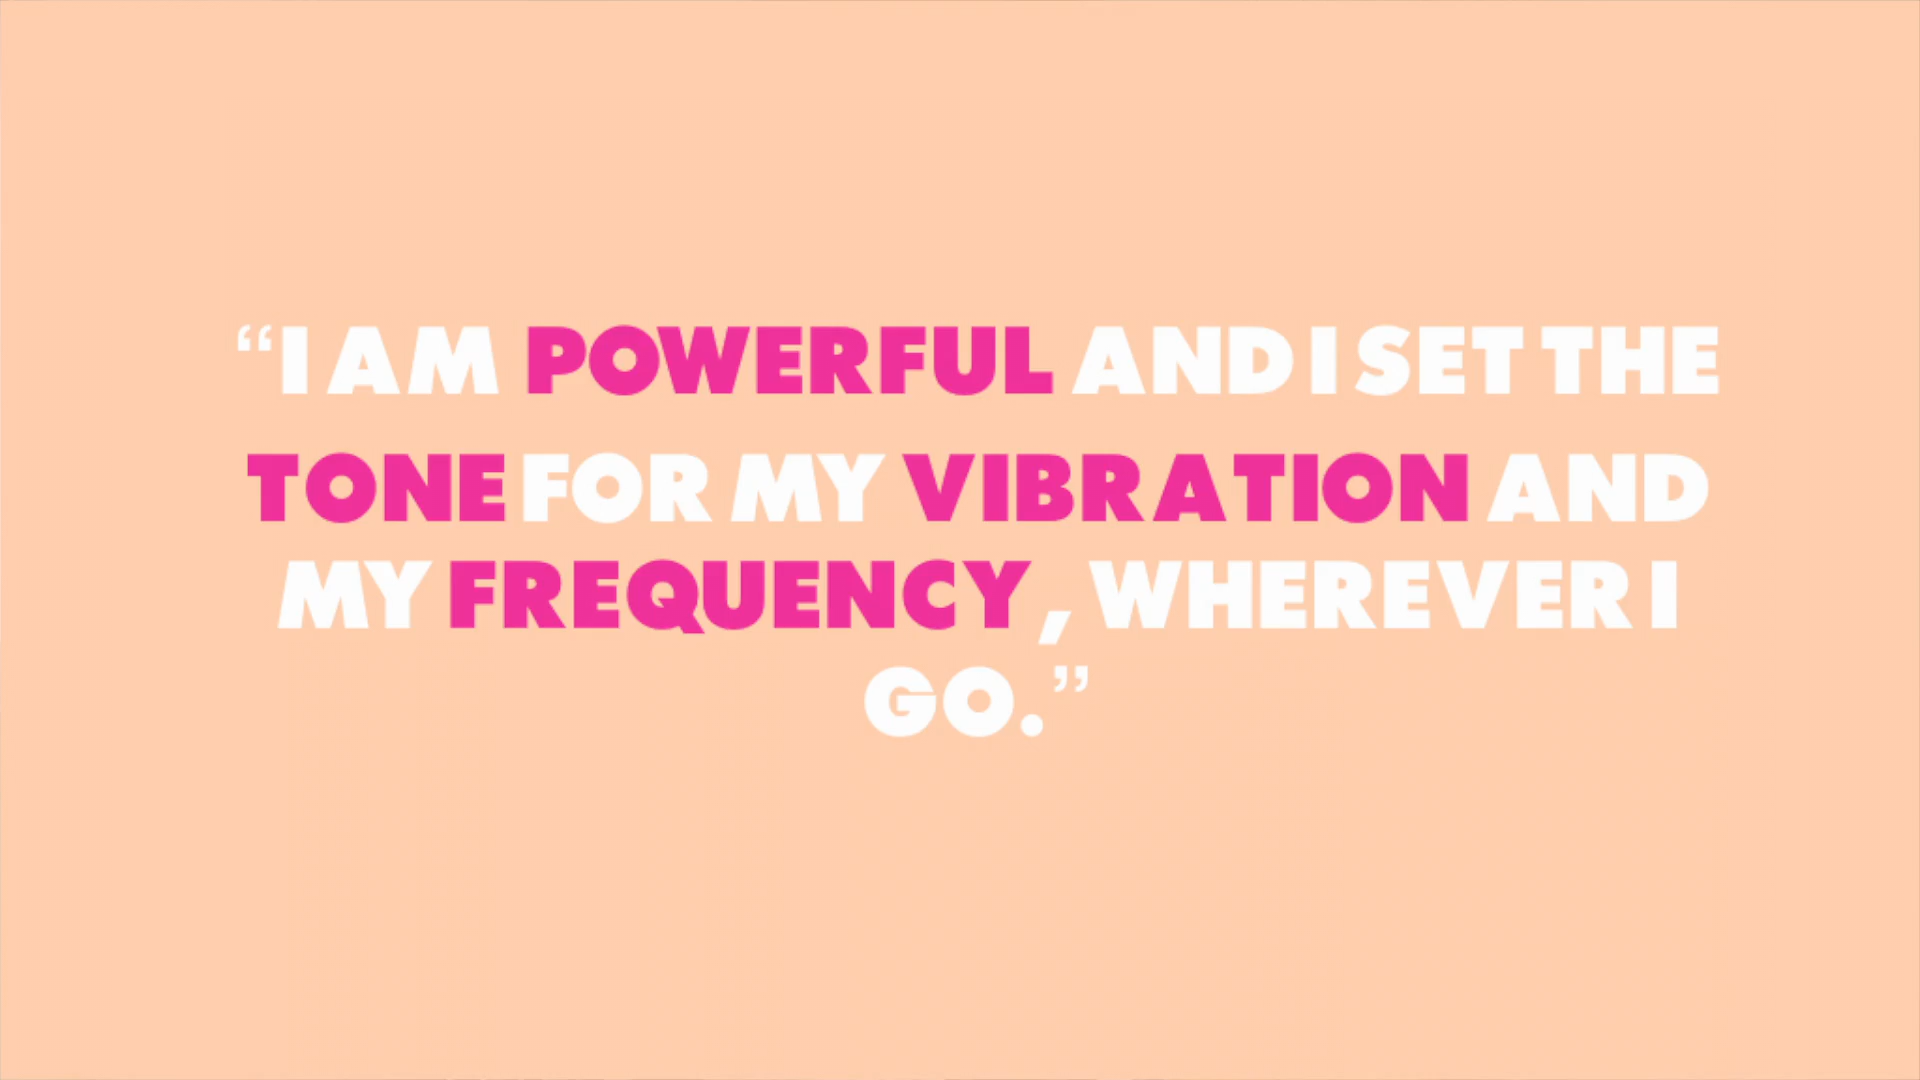 “I AM POWERFUL AND I SET THE
TONE FOR MY VIBRATION AND
MY FREQUENCY, WHEREVER I
GO.”